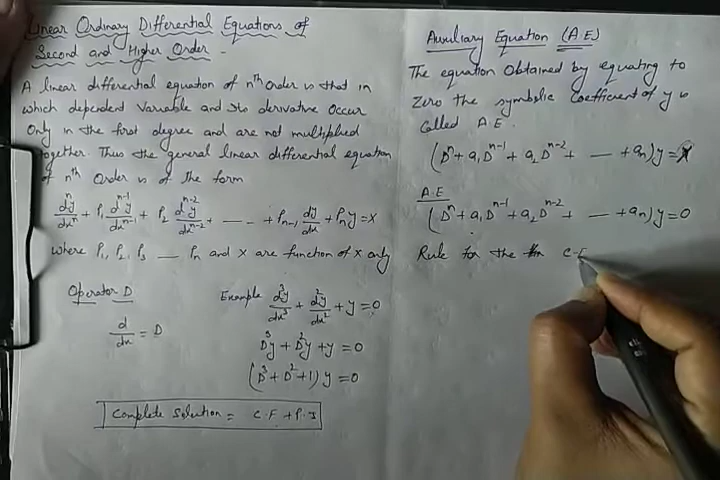 Linear Ordinary Differential Equations of
Second and Higher Order -
A linear differential equation of nth order is that in
which dependent variable and its derivative occur
only in the first degree and are not multiplied
together. Thus the general linear differential equation
of nth order is of the form
dⁿy/dxⁿ + P₁ dⁿ⁻¹y/dxⁿ⁻¹ + P₂ dⁿ⁻²y/dxⁿ⁻² + - - - + Pₙ₋₁ dy/dx + Pₙy = X
where P₁, P₂, P₃ --- Pₙ and X are function of x only
Operator D
d/dx = D
Example d³y/dx³ + d²y/dx² + y = 0
D³y + D²y + y = 0
(D³ + D² + 1) y = 0
Complete Solution = C.F + P.I
Auxiliary Equation (A.E)
The equation Obtained by equating to
zero the symbolic Coefficient of y is
Called A.E.
(Dⁿ + a₁Dⁿ⁻¹ + a₂Dⁿ⁻² + --- + aₙ)y = X
A.E
(Dⁿ + a₁Dⁿ⁻¹ + a₂Dⁿ⁻² + --- + aₙ)y = 0
Rule for the C.F